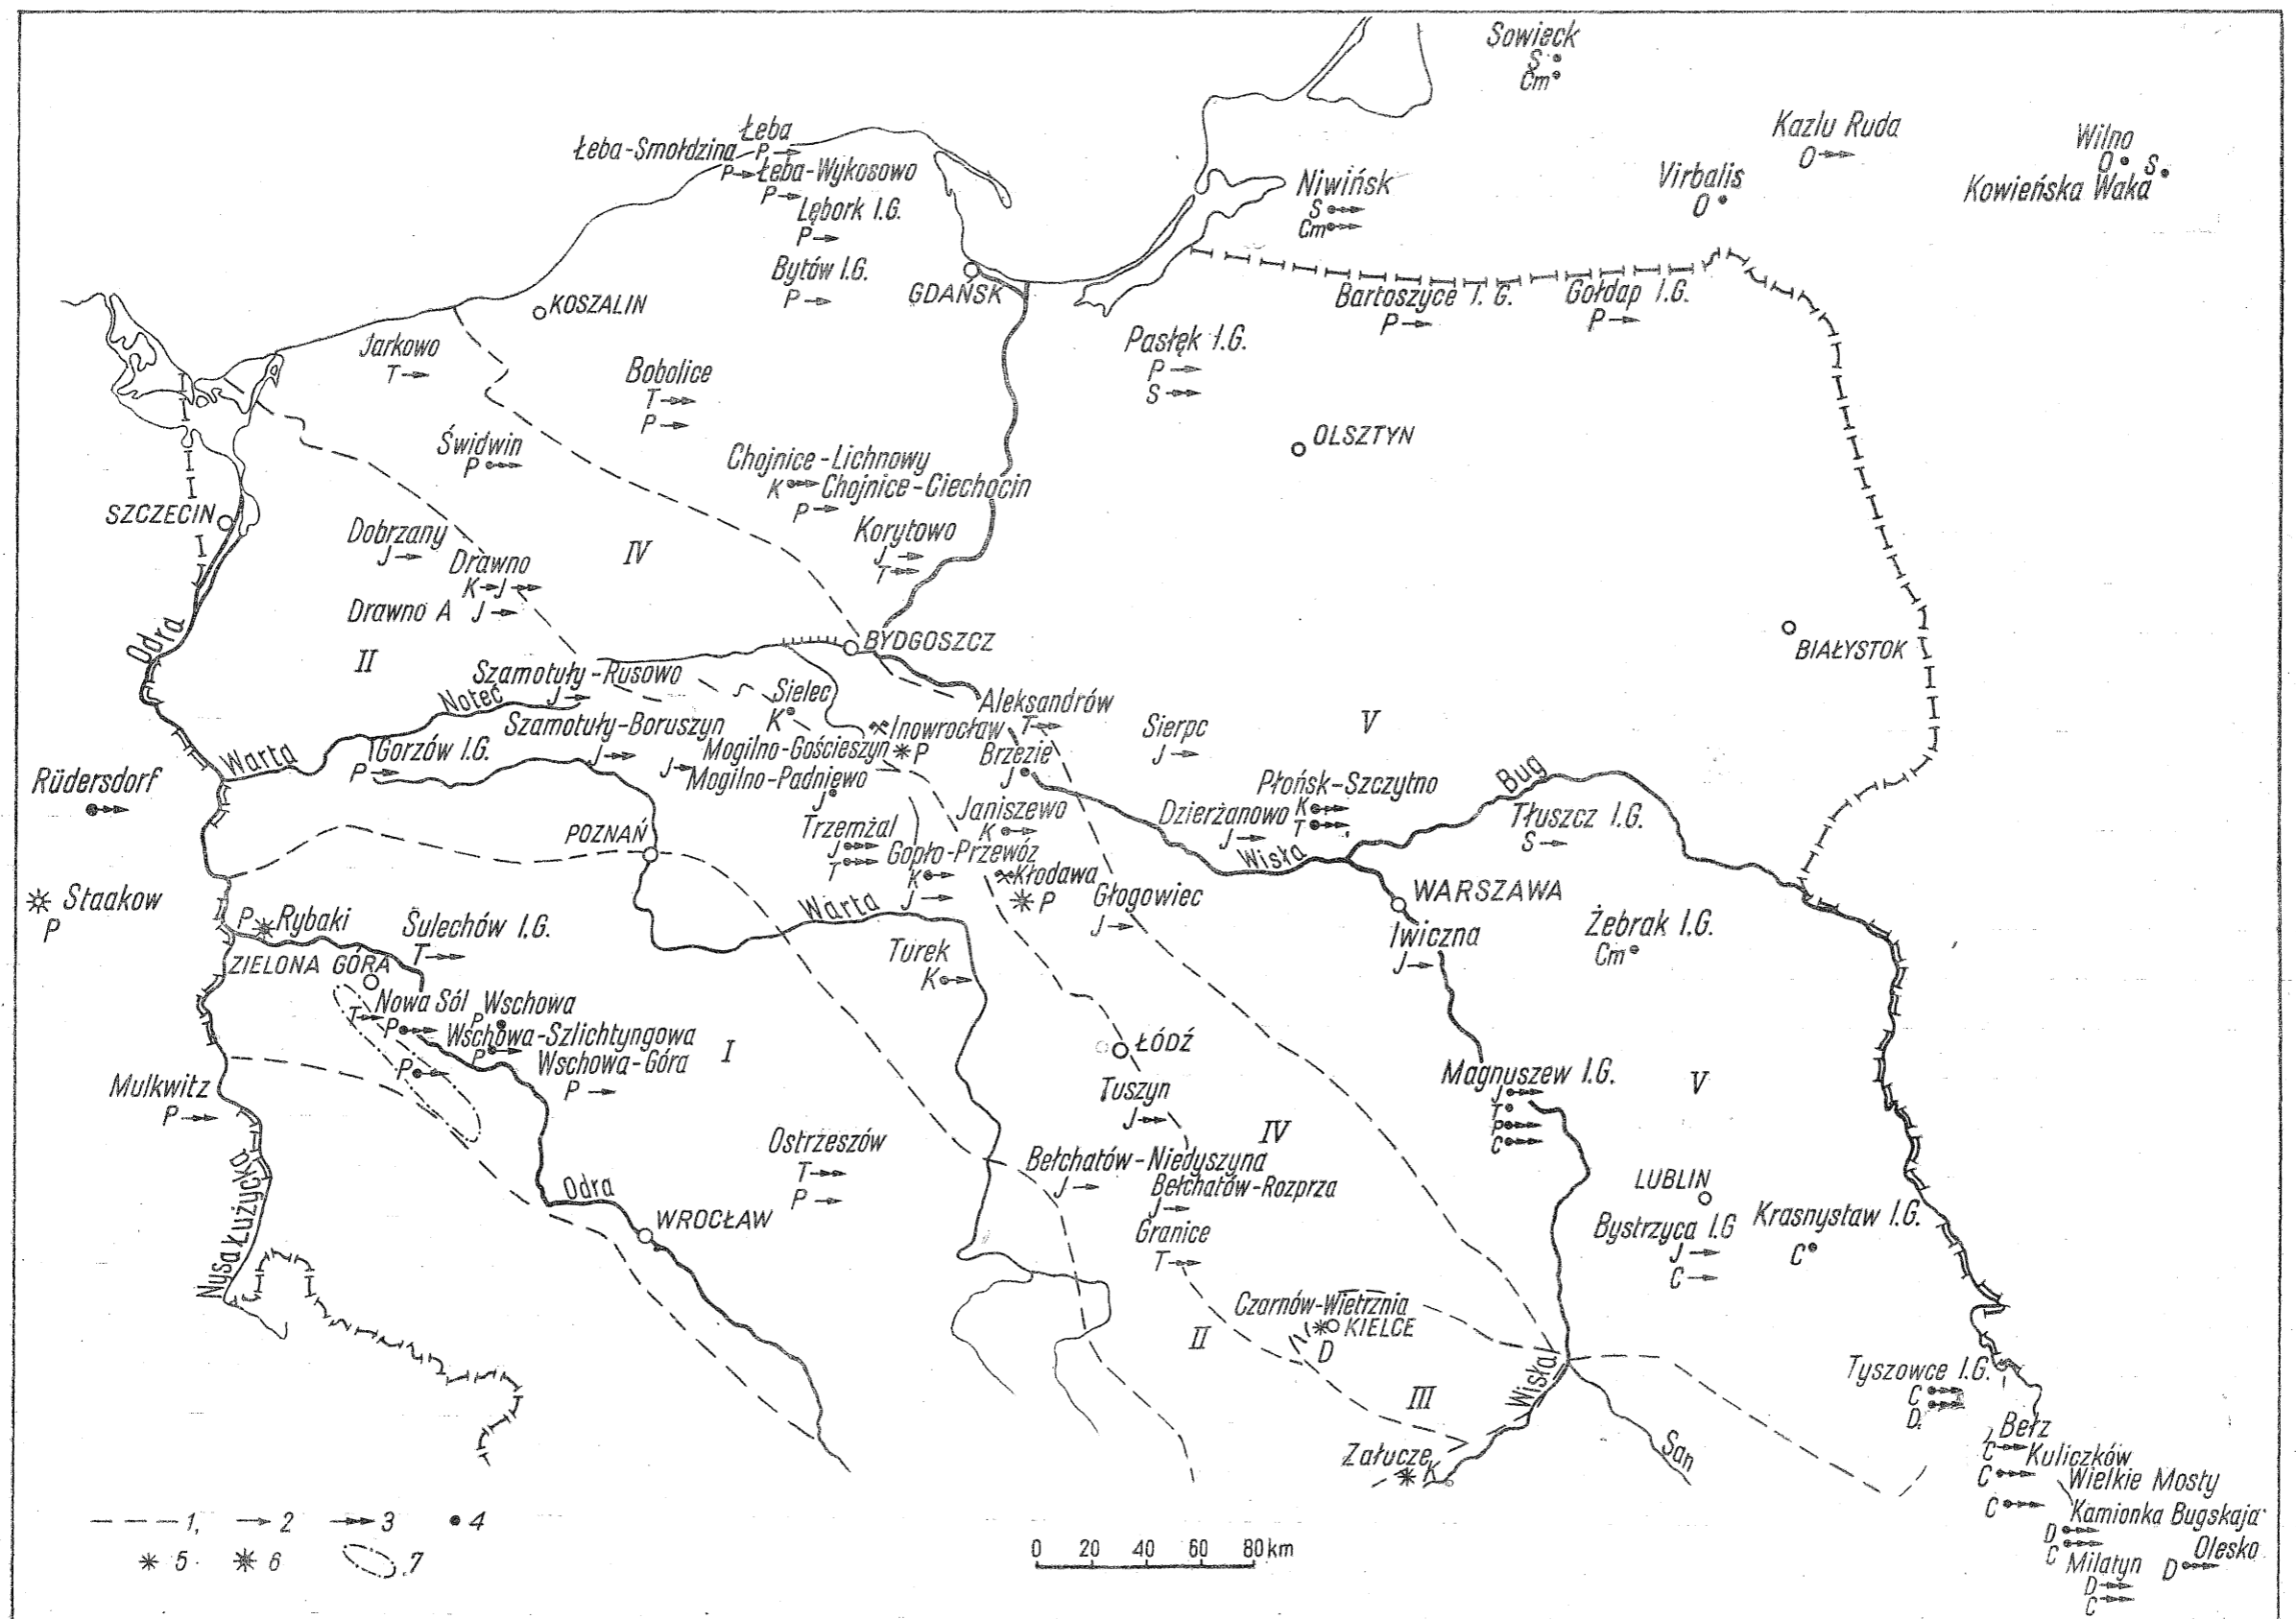 Sowieck
S
Cm
Kazlu Ruda
O
Wilno
O S
Kowieńska Waka
Virbalis
O
Łeba
P
Łeba-Smołdzina
P
Łeba-Wykosowo
P
Lębork I.G.
P
Bytów I.G.
P
Niwińsk
S
Cm
GDAŃSK
KOSZALIN
Bartoszyce I.G.
P
Gołdap I.G.
P
Jarkowo
T
Bobolice
T
P
Pasłęk I.G.
P
S
OLSZTYN
Świdwin
P
Chojnice-Lichnowy
K
Chojnice-Ciechocin
P
SZCZECIN
Dobrzany
J
Drawno
K J
Drawno A J
IV
Korytowo
J
T
Odra
II
BYDGOSZCZ
BIAŁYSTOK
Szamotuły-Rusowo
J
Noteć
Sielec
K
Aleksandrów
T
Inowrocław
Szamotuły-Boruszyn
J
Mogilno-Gościeszyn
J
P
Brzezie
J
Sierpc
J
V
Warta
Gorzów I.G.
P
Mogilno-Padniewo
J
Rüdersdorf
Płońsk-Szczytno
K
T
Bug
Janiszewo
K
Dzierżanowo
J
Tłuszcz I.G.
S
POZNAŃ
Trzemżal
J
T
Gopło-Przewóz
K
J
Wisła
Kłodawa
P
Głogowiec
J
WARSZAWA
Staakow
P
Warta
Iwiczna
J
Żebrak I.G.
Cm
P Rybaki
Sulechów I.G.
T
ZIELONA GÓRA
Turek
K
Nowa Sól
T
P
Wschowa
P
Wschowa-Szlichtyngowa
P
Wschowa-Góra
P
P
I
ŁÓDŹ
Mulkwitz
P
Tuszyn
J
Magnuszew I.G.
J
T
P
C
V
Ostrzeszów
T
P
IV
Bełchatów-Niedyszyna
J
Bełchatów-Rozprza
J
Granice
T
LUBLIN
Bystrzyca I.G
J
C
Krasnystaw I.G.
C
Odra
WROCŁAW
Nysa Łużycka
Czarnów-Wietrznia
KIELCE
D
II
III
Wisła
San
Załucze
K
Tyszowce I.G.
C
D
Bełz
C
Kuliczków
C
Wielkie Mosty
C
Kamionka Bugskaja
D
C
Olesko
D
Milatyn
D
C
1, 2 3 4
5 6 7
0 20 40 60 80 km